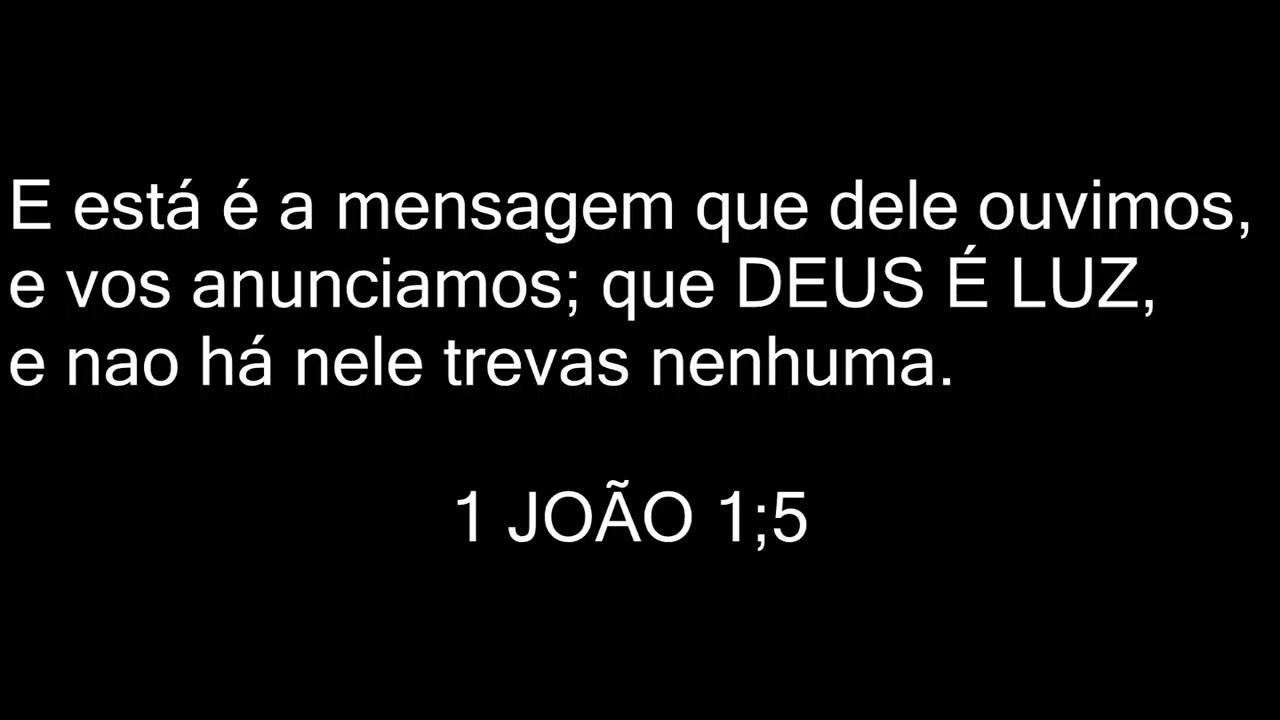 E está é a mensagem que dele ouvimos,
e vos anunciamos; que DEUS É LUZ,
e nao há nele trevas nenhuma.
1 JOÃO 1;5